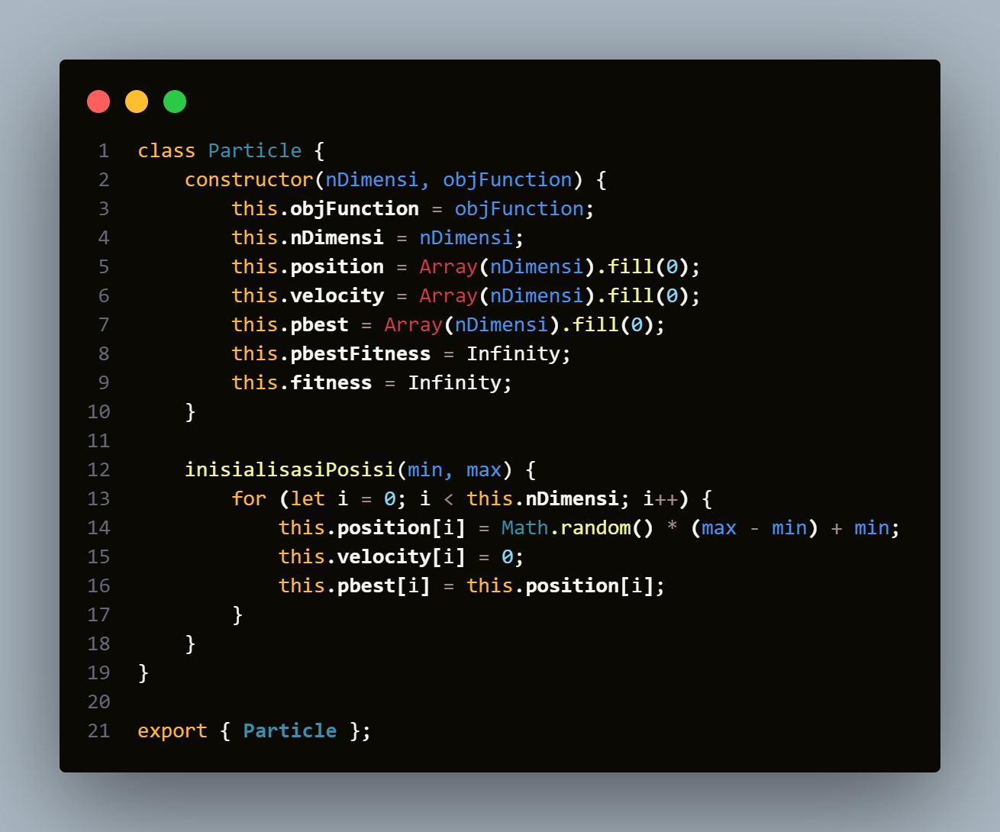 1 class Particle {
2     constructor(nDimensi, objFunction) {
3         this.objFunction = objFunction;
4         this.nDimensi = nDimensi;
5         this.position = Array(nDimensi).fill(0);
6         this.velocity = Array(nDimensi).fill(0);
7         this.pbest = Array(nDimensi).fill(0);
8         this.pbestFitness = Infinity;
9         this.fitness = Infinity;
10     }
11
12     inisialisasiPosisi(min, max) {
13         for (let i = 0; i < this.nDimensi; i++) {
14             this.position[i] = Math.random() * (max - min) + min;
15             this.velocity[i] = 0;
16             this.pbest[i] = this.position[i];
17         }
18     }
19 }
20
21 export { Particle };